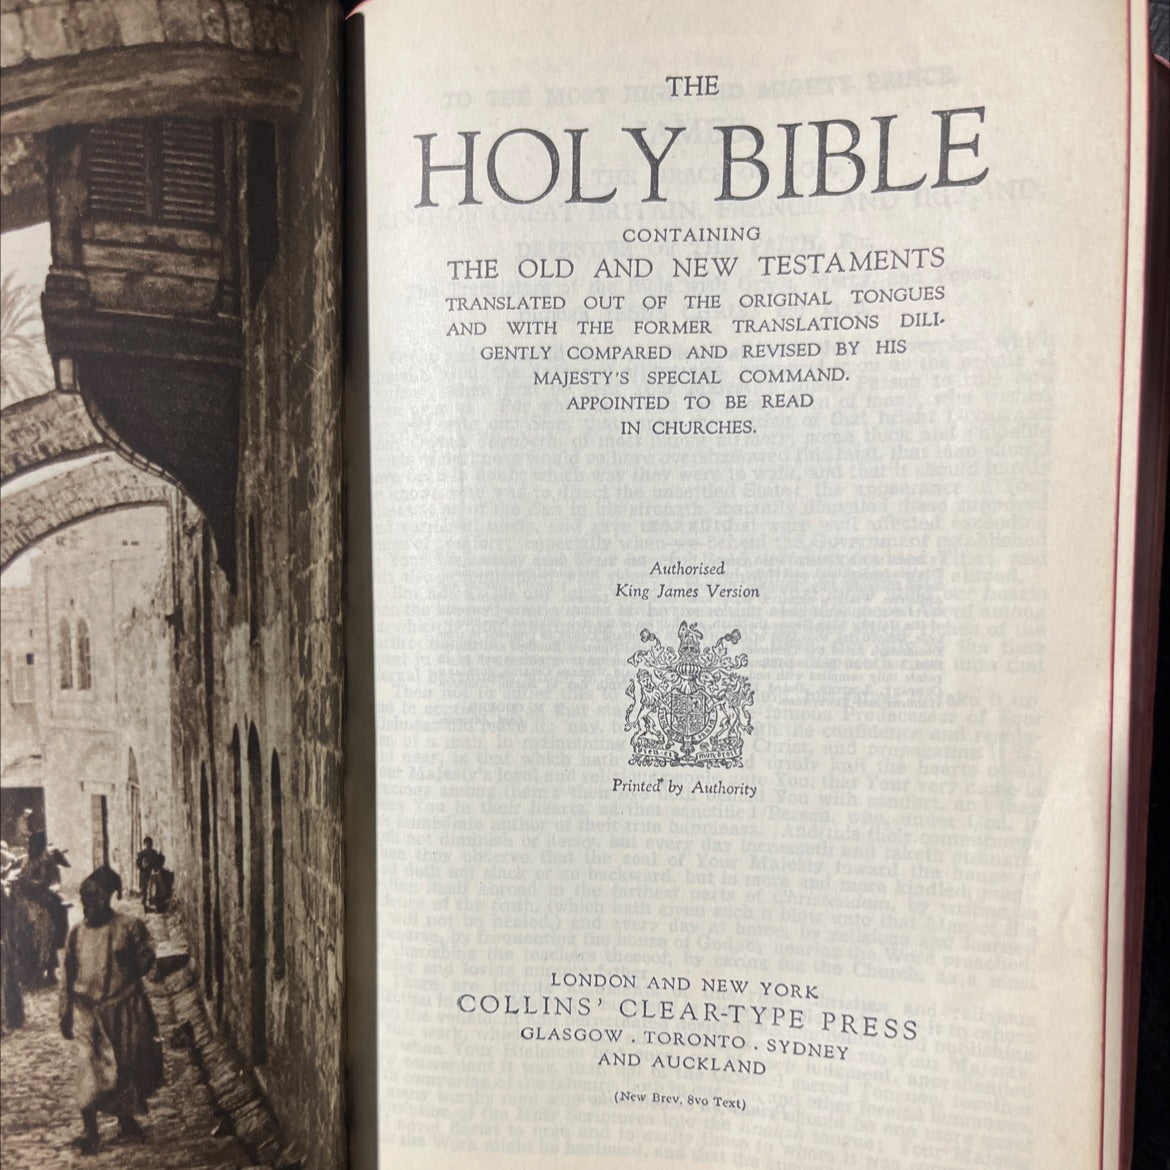 THE
HOLY BIBLE
CONTAINING
THE OLD AND NEW TESTAMENTS
TRANSLATED OUT OF THE ORIGINAL TONGUES
AND WITH THE FORMER TRANSLATIONS DILI-
GENTLY COMPARED AND REVISED BY HIS
MAJESTY'S SPECIAL COMMAND.
APPOINTED TO BE READ
IN CHURCHES.
Authorised
King James Version
Printed by Authority
LONDON AND NEW YORK
COLLINS' CLEAR-TYPE PRESS
GLASGOW . TORONTO . SYDNEY
AND AUCKLAND
(New Brev. 8vo Text)